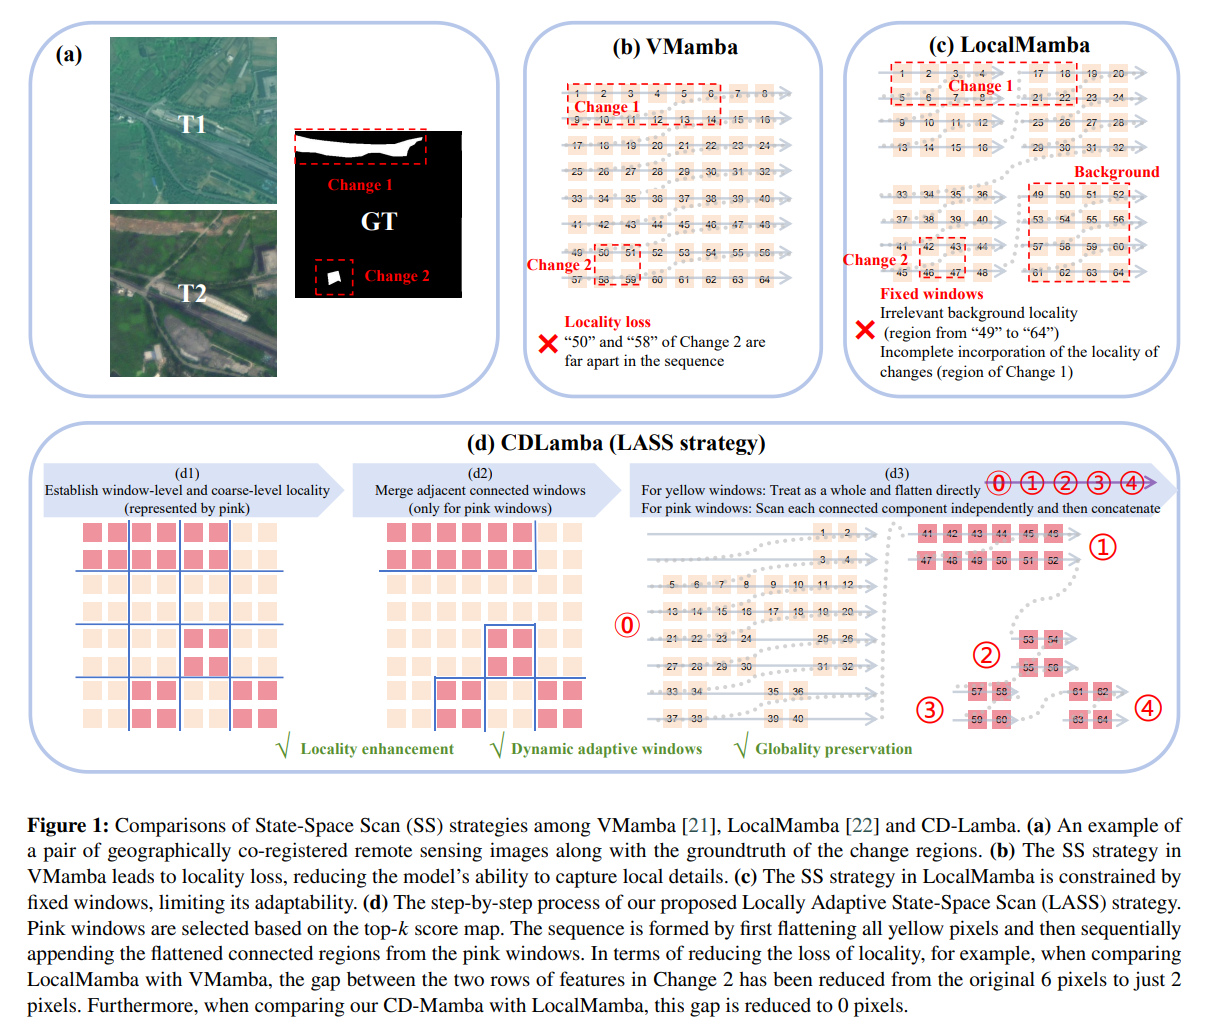 (a)
T1
T2
Change 1
GT
Change 2
(b) VMamba
1 2 3 4 5 6 7 8
Change 1
9 10 11 12 13 14 15 16
17 18 19 20 21 22 23 24
25 26 27 28 29 30 31 32
33 34 35 36 37 38 39 40
41 42 43 44 45 46 47 48
49 50 51 52 53 54 55 56
Change 2
57 58 59 60 61 62 63 64
Locality loss
“50” and “58” of Change 2 are
far apart in the sequence
(c) LocalMamba
1 2 3 4 17 18 19 20
Change 1
5 6 7 8 21 22 23 24
9 10 11 12 25 26 27 28
13 14 15 16 29 30 31 32
Background
33 34 35 36 49 50 51 52
37 38 39 40 53 54 55 56
41 42 43 44 57 58 59 60
Change 2
45 46 47 48 61 62 63 64
Fixed windows
Irrelevant background locality
(region from “49” to “64”)
Incomplete incorporation of the locality of
changes (region of Change 1)
(d) CDLamba (LASS strategy)
(d1)
Establish window-level and coarse-level locality
(represented by pink)
(d2)
Merge adjacent connected windows
(only for pink windows)
(d3)
For yellow windows: Treat as a whole and flatten directly ⓪ ① ② ③ ④
For pink windows: Scan each connected component independently and then concatenate
1 2
3 4
5 6 7 8 9 10 11 12
13 14 15 16 17 18 19 20
⓪
21 22 23 24 25 26
27 28 29 30 31 32
33 34 35 36
37 38 39 40
41 42 43 44 45 46
①
47 48 49 50 51 52
53 54
②
55 56
57 58
③
59 60
61 62
④
63 64
√ Locality enhancement √ Dynamic adaptive windows √ Globality preservation
Figure 1: Comparisons of State-Space Scan (SS) strategies among VMamba [21], LocalMamba [22] and CD-Lamba. (a) An example of
a pair of geographically co-registered remote sensing images along with the groundtruth of the change regions. (b) The SS strategy in
VMamba leads to locality loss, reducing the model’s ability to capture local details. (c) The SS strategy in LocalMamba is constrained by
fixed windows, limiting its adaptability. (d) The step-by-step process of our proposed Locally Adaptive State-Space Scan (LASS) strategy.
Pink windows are selected based on the top-k score map. The sequence is formed by first flattening all yellow pixels and then sequentially
appending the flattened connected regions from the pink windows. In terms of reducing the loss of locality, for example, when comparing
LocalMamba with VMamba, the gap between the two rows of features in Change 2 has been reduced from the original 6 pixels to just 2
pixels. Furthermore, when comparing our CD-Mamba with LocalMamba, this gap is reduced to 0 pixels.